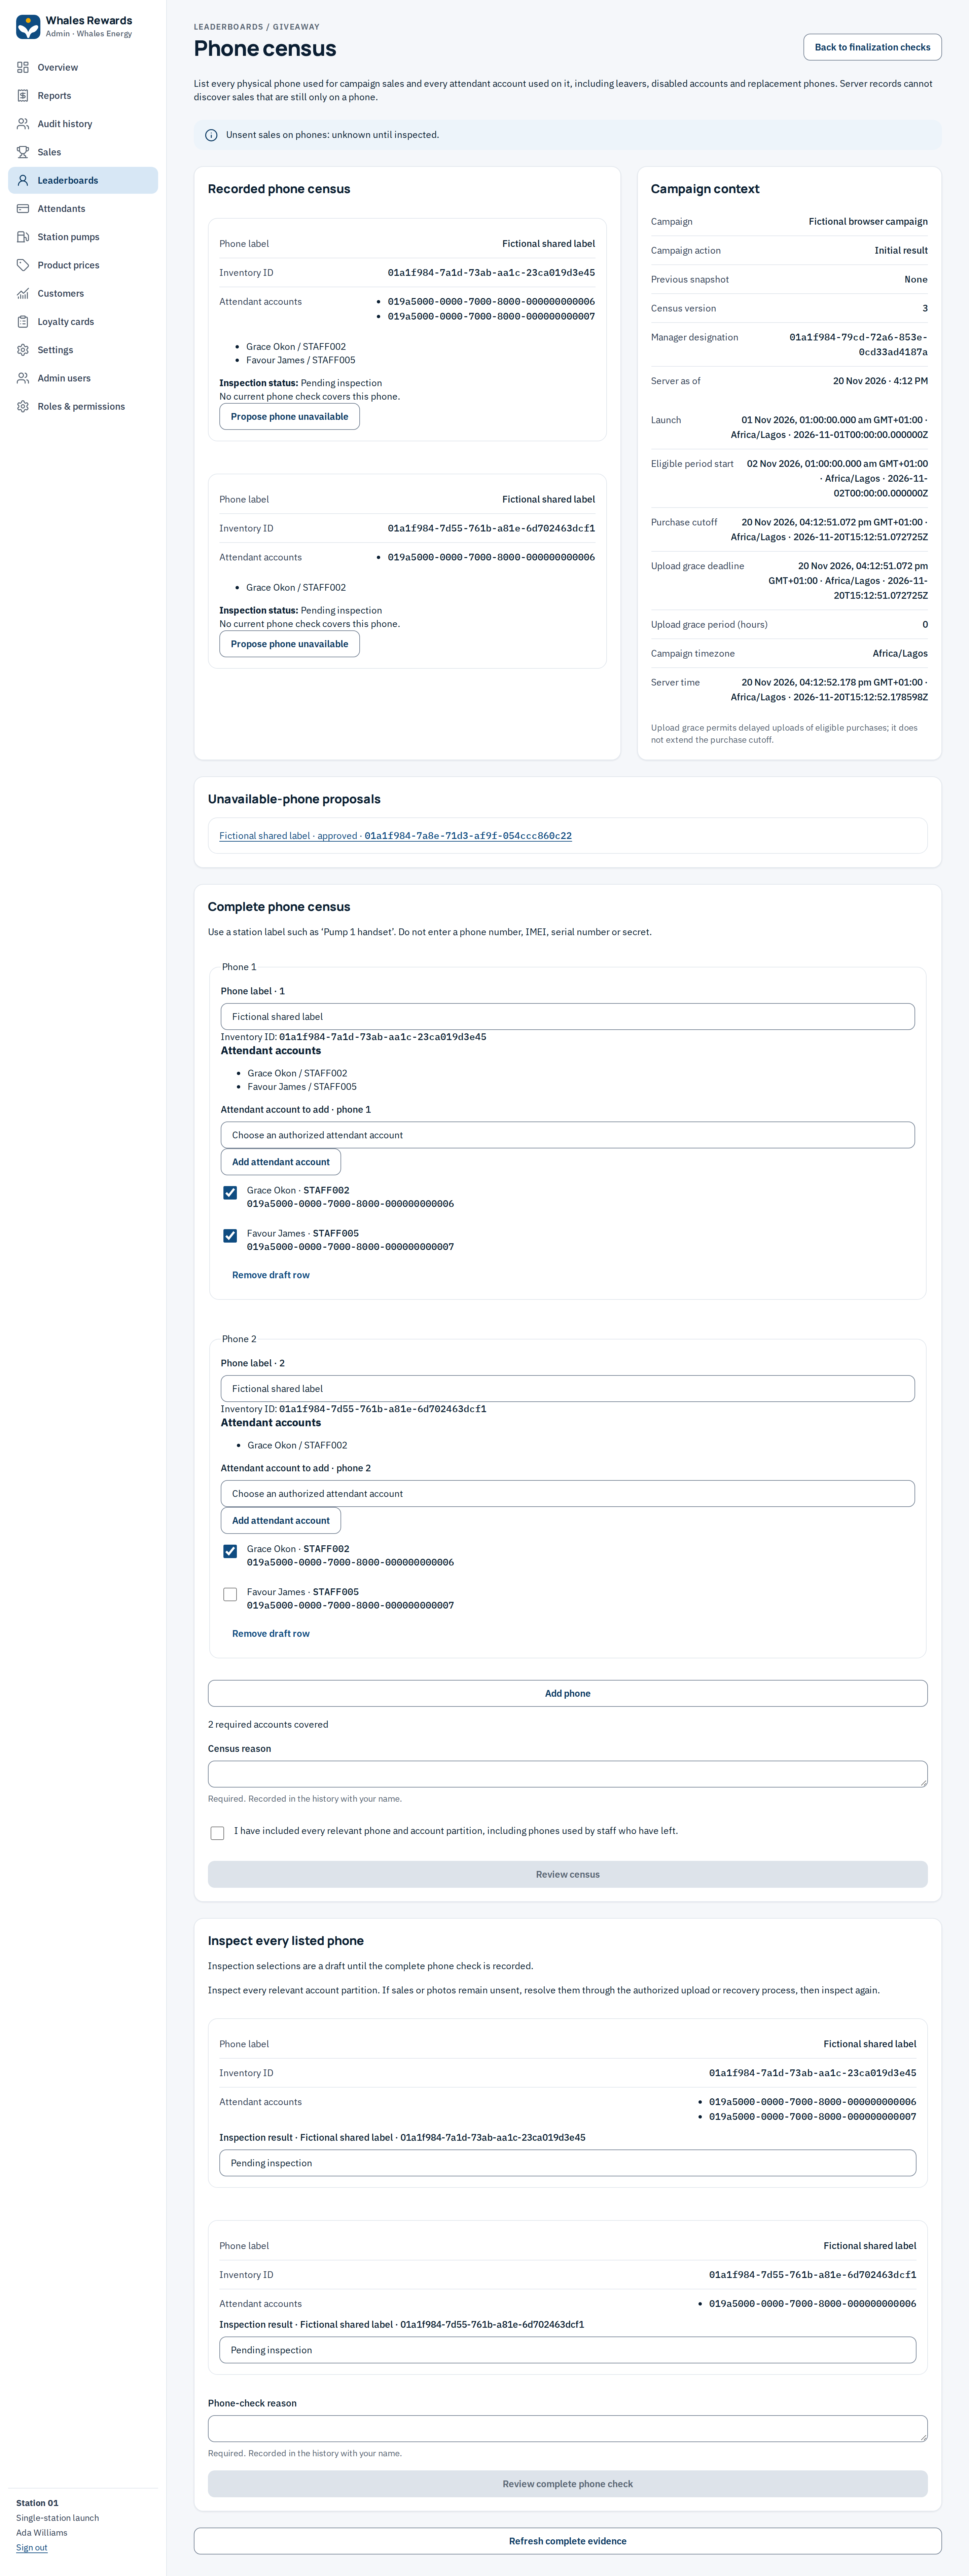 Whales Rewards
Admin · Whales Energy
Overview
Reports
Audit history
Sales
Leaderboards
Attendants
Station pumps
Product prices
Customers
Loyalty cards
Settings
Admin users
Roles & permissions
LEADERBOARDS / GIVEAWAY
Phone census
Back to finalization checks
List every physical phone used for campaign sales and every attendant account used on it, including leavers, disabled accounts and replacement phones. Server records cannot
discover sales that are still only on a phone.
Unsent sales on phones: unknown until inspected.
Recorded phone census
Phone label Fictional shared label
Inventory ID 01a1f984-7a1d-73ab-aa1c-23ca019d3e45
Attendant accounts • 019a5000-0000-7000-8000-000000000006
• 019a5000-0000-7000-8000-000000000007
• Grace Okon / STAFF002
• Favour James / STAFF005
Inspection status: Pending inspection
No current phone check covers this phone.
Propose phone unavailable
Phone label Fictional shared label
Inventory ID 01a1f984-7d55-761b-a81e-6d702463dcf1
Attendant accounts • 019a5000-0000-7000-8000-000000000006
• Grace Okon / STAFF002
Inspection status: Pending inspection
No current phone check covers this phone.
Propose phone unavailable
Campaign context
Campaign Fictional browser campaign
Campaign action Initial result
Previous snapshot None
Census version 3
Manager designation 01a1f984-79cd-72a6-853e-
0cd33ad4187a
Server as of 20 Nov 2026 · 4:12 PM
Launch 01 Nov 2026, 01:00:00.000 am GMT+01:00 ·
Africa/Lagos · 2026-11-01T00:00:00.000000Z
Eligible period start 02 Nov 2026, 01:00:00.000 am GMT+01:00
· Africa/Lagos · 2026-11-
02T00:00:00.000000Z
Purchase cutoff 20 Nov 2026, 04:12:51.072 pm GMT+01:00 ·
Africa/Lagos · 2026-11-20T15:12:51.072725Z
Upload grace deadline 20 Nov 2026, 04:12:51.072 pm
GMT+01:00 · Africa/Lagos · 2026-11-
20T15:12:51.072725Z
Upload grace period (hours) 0
Campaign timezone Africa/Lagos
Server time 20 Nov 2026, 04:12:52.178 pm GMT+01:00 ·
Africa/Lagos · 2026-11-20T15:12:52.178598Z
Upload grace permits delayed uploads of eligible purchases; it does
not extend the purchase cutoff.
Unavailable-phone proposals
Fictional shared label · approved · 01a1f984-7a8e-71d3-af9f-054ccc860c22
Complete phone census
Use a station label such as ‘Pump 1 handset’. Do not enter a phone number, IMEI, serial number or secret.
Phone 1
Phone label · 1
Fictional shared label
Inventory ID: 01a1f984-7a1d-73ab-aa1c-23ca019d3e45
Attendant accounts
• Grace Okon / STAFF002
• Favour James / STAFF005
Attendant account to add · phone 1
Choose an authorized attendant account
Add attendant account
Grace Okon · STAFF002
019a5000-0000-7000-8000-000000000006
Favour James · STAFF005
019a5000-0000-7000-8000-000000000007
Remove draft row
Phone 2
Phone label · 2
Fictional shared label
Inventory ID: 01a1f984-7d55-761b-a81e-6d702463dcf1
Attendant accounts
• Grace Okon / STAFF002
Attendant account to add · phone 2
Choose an authorized attendant account
Add attendant account
Grace Okon · STAFF002
019a5000-0000-7000-8000-000000000006
Favour James · STAFF005
019a5000-0000-7000-8000-000000000007
Remove draft row
Add phone
2 required accounts covered
Census reason
Required. Recorded in the history with your name.
I have included every relevant phone and account partition, including phones used by staff who have left.
Review census
Inspect every listed phone
Inspection selections are a draft until the complete phone check is recorded.
Inspect every relevant account partition. If sales or photos remain unsent, resolve them through the authorized upload or recovery process, then inspect again.
Phone label Fictional shared label
Inventory ID 01a1f984-7a1d-73ab-aa1c-23ca019d3e45
Attendant accounts • 019a5000-0000-7000-8000-000000000006
• 019a5000-0000-7000-8000-000000000007
Inspection result · Fictional shared label · 01a1f984-7a1d-73ab-aa1c-23ca019d3e45
Pending inspection
Phone label Fictional shared label
Inventory ID 01a1f984-7d55-761b-a81e-6d702463dcf1
Attendant accounts • 019a5000-0000-7000-8000-000000000006
Inspection result · Fictional shared label · 01a1f984-7d55-761b-a81e-6d702463dcf1
Pending inspection
Phone-check reason
Required. Recorded in the history with your name.
Review complete phone check
Refresh complete evidence
Station 01
Single-station launch
Ada Williams
Sign out